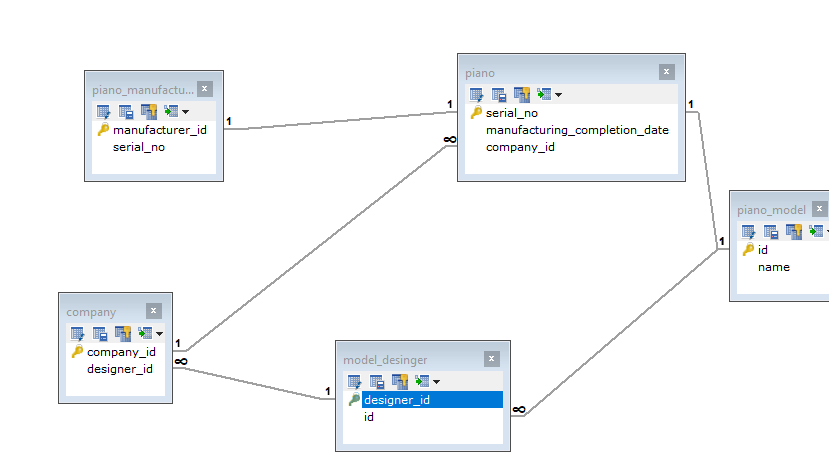 piano_manufactu...
manufacturer_id
serial_no
1
1
∞
piano
serial_no
manufacturing_completion_date
company_id
1
1
piano_model
id
name
company
company_id
designer_id
1
∞
1
model_desinger
designer_id
id
∞